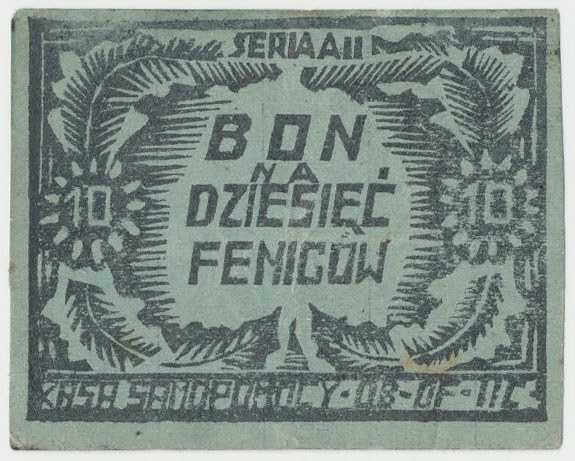 SERIA A II
BON
NA
10 DZIESIĘĆ 10
FENIGÓW
KASA SAMOPOMOCY-OB-OF-IIC